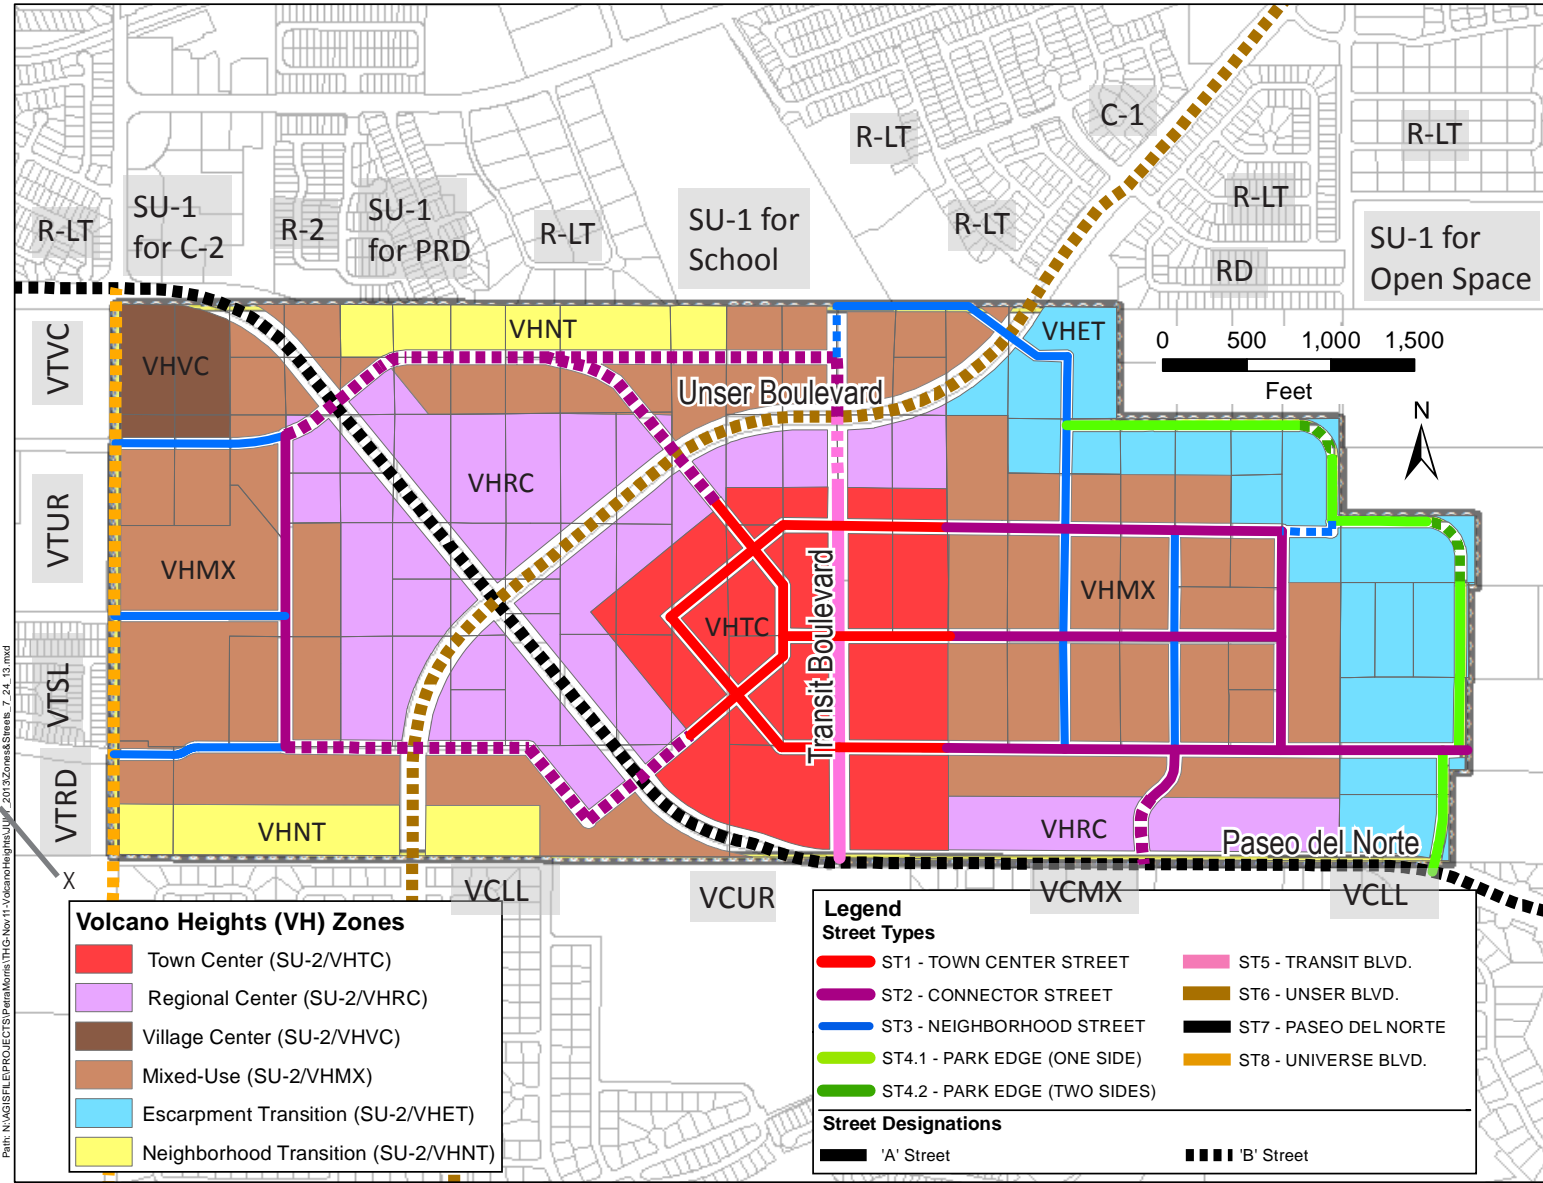 C-1
R-LT
R-LT
R-LT
SU-1
for C-2
R-2
SU-1
for PRD
R-LT
SU-1 for
School
R-LT
R-LT
RD
SU-1 for
Open Space
VTVC
VHVC
VHNT
VHET
0 500 1,000 1,500
Feet
Unser Boulevard
N
VHRC
VTUR
VHMX
VHMX
VHTC
Transit Boulevard
VTSL
VTRD
VHNT
VHRC
Paseo del Norte
X
VCLL
VCUR
VCMX
VCLL
Volcano Heights (VH) Zones
Town Center (SU-2/VHTC)
Regional Center (SU-2/VHRC)
Village Center (SU-2/VHVC)
Mixed-Use (SU-2/VHMX)
Escarpment Transition (SU-2/VHET)
Neighborhood Transition (SU-2/VHNT)
Legend
Street Types
ST1 - TOWN CENTER STREET
ST2 - CONNECTOR STREET
ST3 - NEIGHBORHOOD STREET
ST4.1 - PARK EDGE (ONE SIDE)
ST4.2 - PARK EDGE (TWO SIDES)
ST5 - TRANSIT BLVD.
ST6 - UNSER BLVD.
ST7 - PASEO DEL NORTE
ST8 - UNIVERSE BLVD.
Street Designations
'A' Street
'B' Street
R-LT